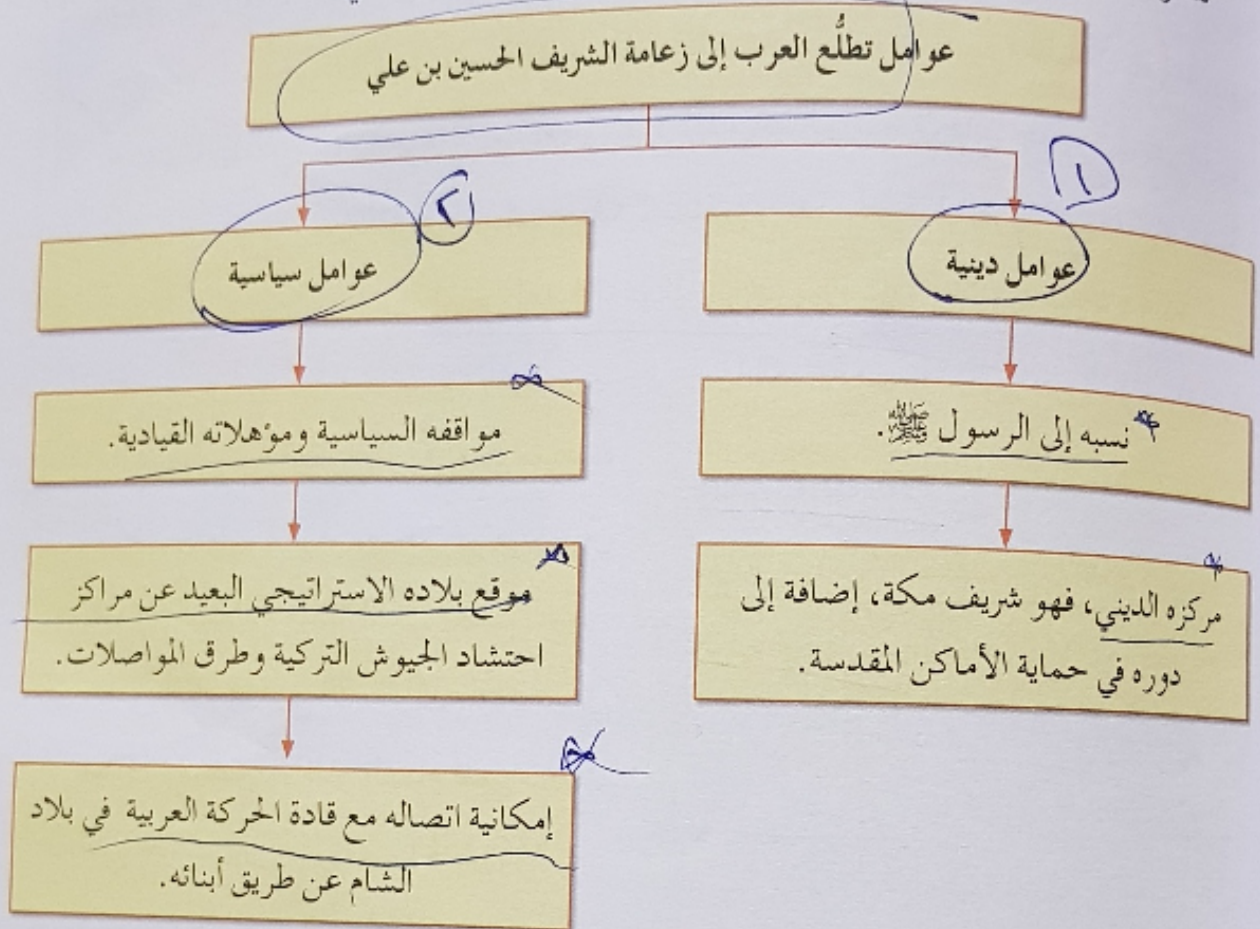 عوامل تطلُّع العرب إلى زعامة الشريف الحسين بن علي
١
عوامل دينية
نسبه إلى الرسول ﷺ.
مركزه الديني، فهو شريف مكة، إضافة إلى
دوره في حماية الأماكن المقدسة.
٢
عوامل سياسية
مواقفه السياسية ومؤهلاته القيادية.
موقع بلاده الاستراتيجي البعيد عن مراكز
احتشاد الجيوش التركية وطرق المواصلات.
إمكانية اتصاله مع قادة الحركة العربية في بلاد
الشام عن طريق أبنائه.